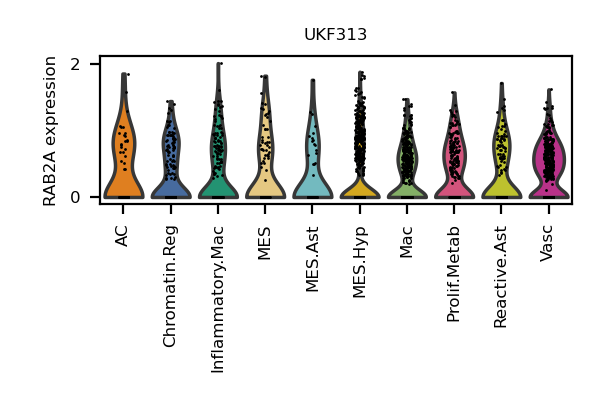 UKF313
RAB2A expression
2
0
AC
Chromatin.Reg
Inflammatory.Mac
MES
MES.Ast
MES.Hyp
Mac
Prolif.Metab
Reactive.Ast
Vasc